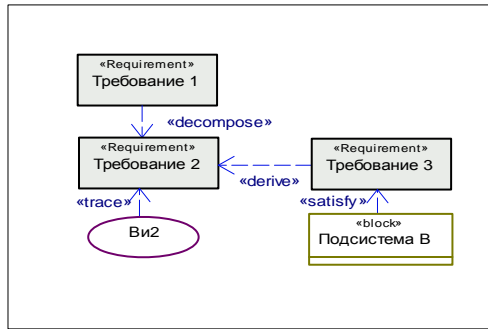 «Requirement»
Требование 1
«decompose»
«Requirement»
Требование 2
«Requirement»
Требование 3
«derive»
«trace»
«satisfy»
Ви2
«block»
Подсистема В